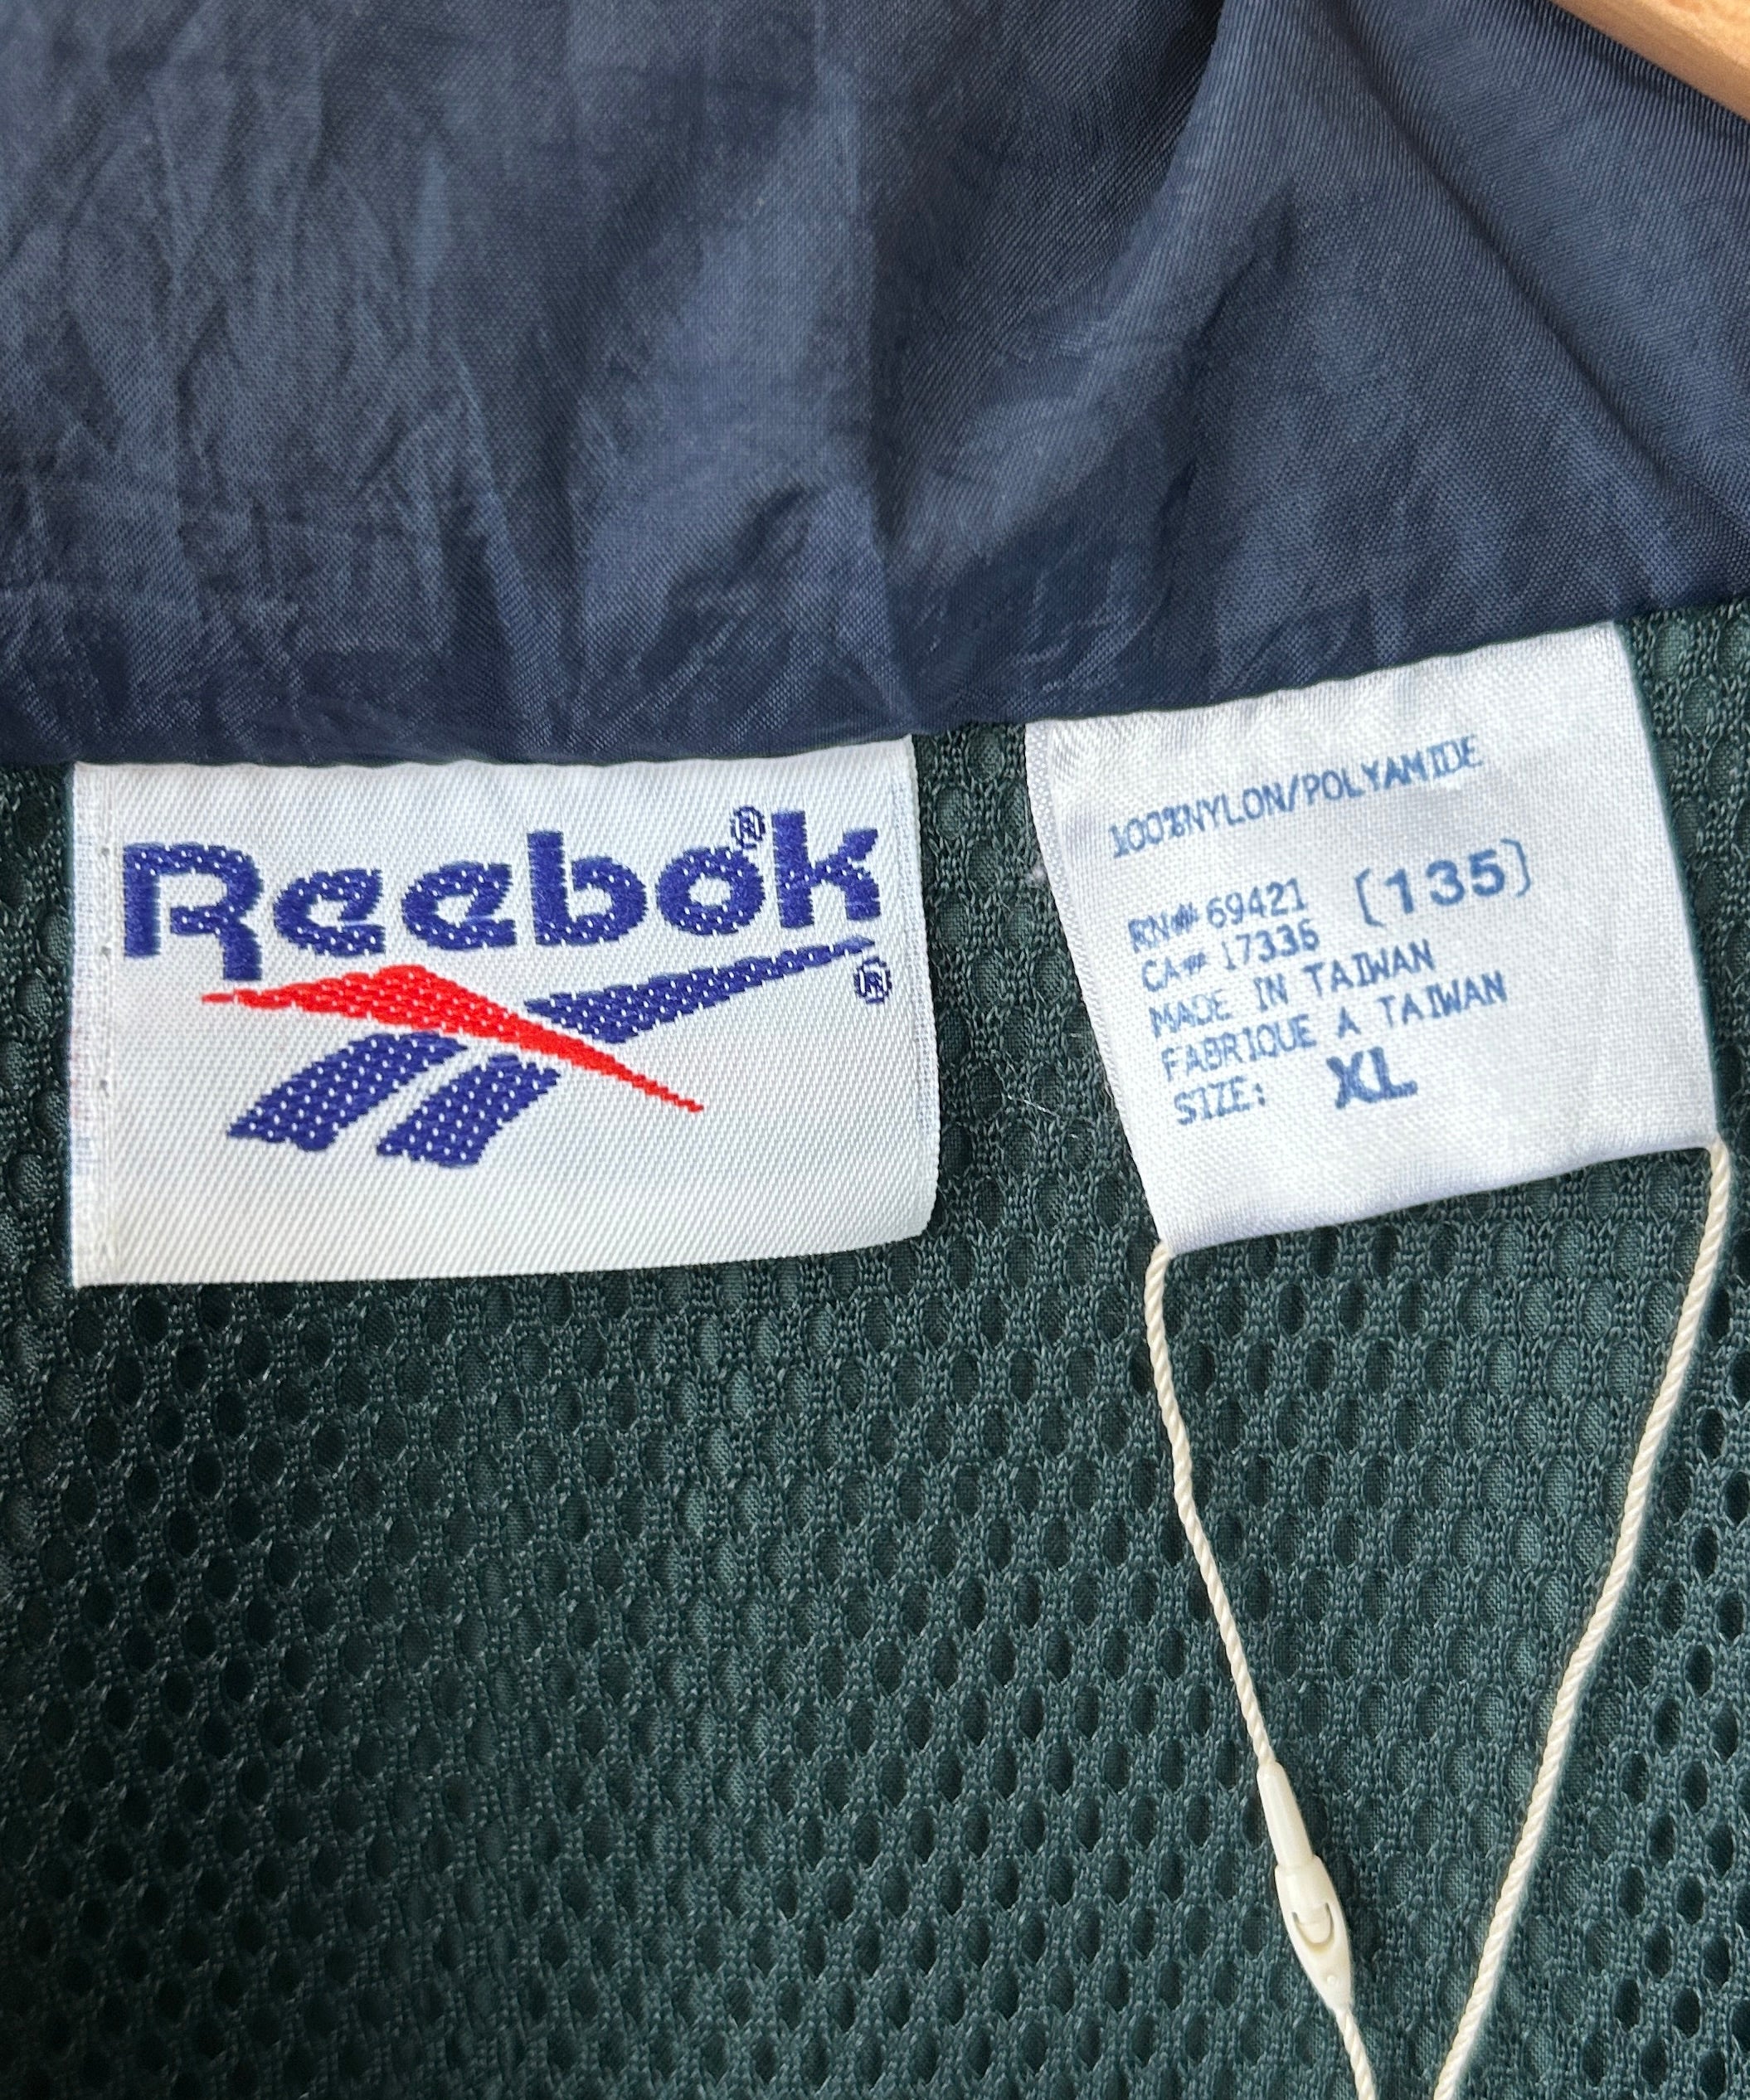 Reebok®
®
100%NYLON/POLYAMIDE
RN# 69421 [135]
CA# 17336
MADE IN TAIWAN
FABRIQUE A TAIWAN
SIZE: XL